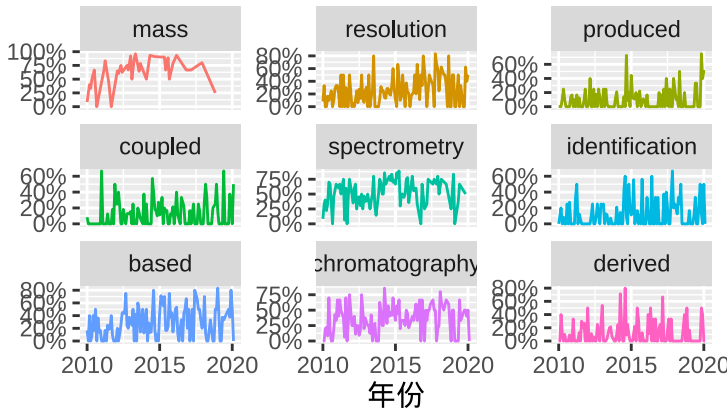 mass resolution produced
100% 75% 50% 25% 0% 80% 60% 40% 20% 0% 60% 40% 20% 0%
coupled spectrometry identification
60% 40% 20% 0% 75% 50% 25% 0% 60% 40% 20% 0%
based chromatography derived
80% 60% 40% 20% 0% 75% 50% 25% 0% 80% 60% 40% 20% 0%
2010 2015 2020 2010 2015 2020 2010 2015 2020
年份